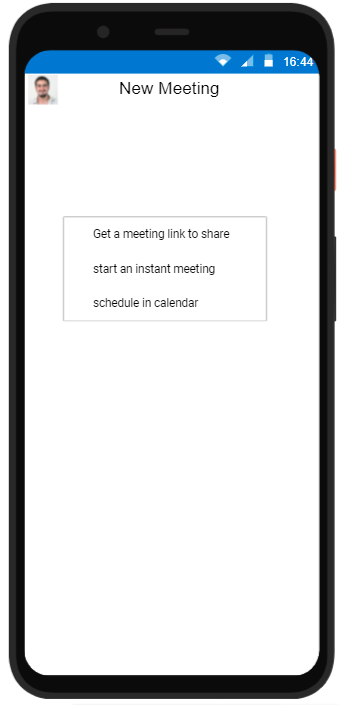 16:44
New Meeting
Get a meeting link to share
start an instant meeting
schedule in calendar